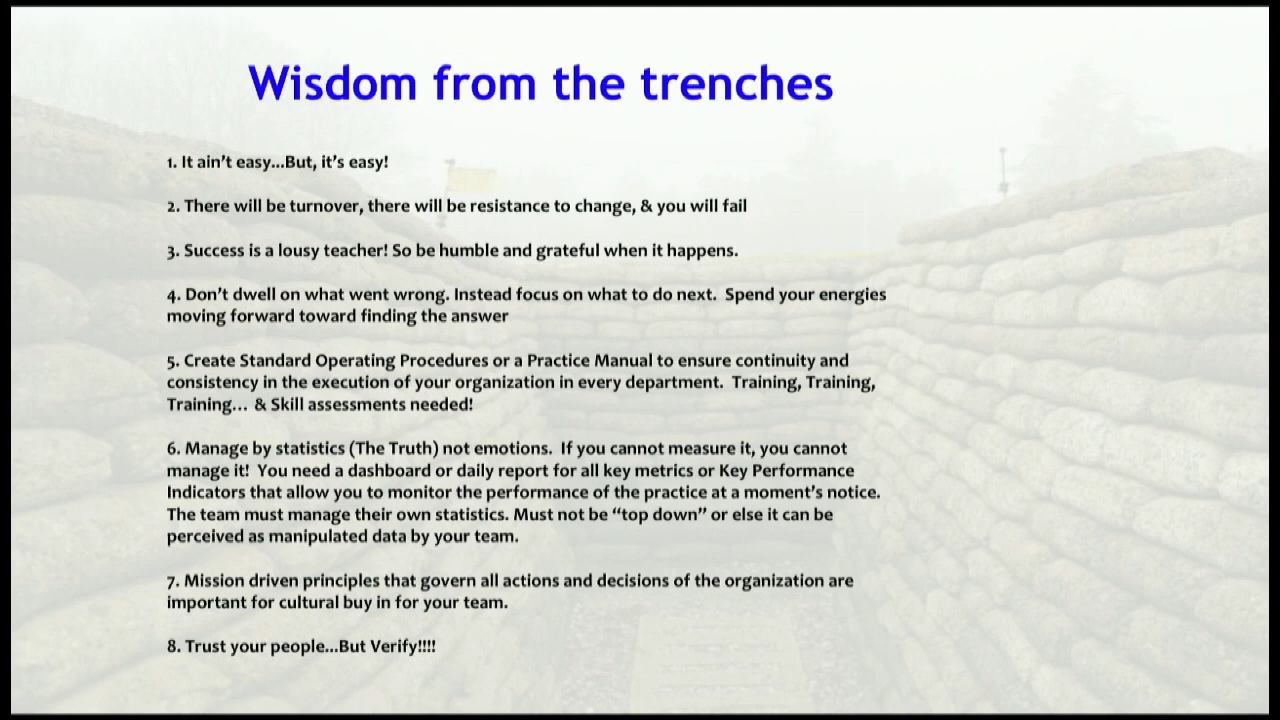 Wisdom from the trenches
1. It ain't easy...But, it's easy!
2. There will be turnover, there will be resistance to change, & you will fail
3. Success is a lousy teacher! So be humble and grateful when it happens.
4. Don't dwell on what went wrong. Instead focus on what to do next.  Spend your energies
moving forward toward finding the answer
5. Create Standard Operating Procedures or a Practice Manual to ensure continuity and
consistency in the execution of your organization in every department.  Training, Training,
Training... & Skill assessments needed!
6. Manage by statistics (The Truth) not emotions.  If you cannot measure it, you cannot
manage it!  You need a dashboard or daily report for all key metrics or Key Performance
Indicators that allow you to monitor the performance of the practice at a moment's notice.
The team must manage their own statistics. Must not be “top down” or else it can be
perceived as manipulated data by your team.
7. Mission driven principles that govern all actions and decisions of the organization are
important for cultural buy in for your team.
8. Trust your people...But Verify!!!!